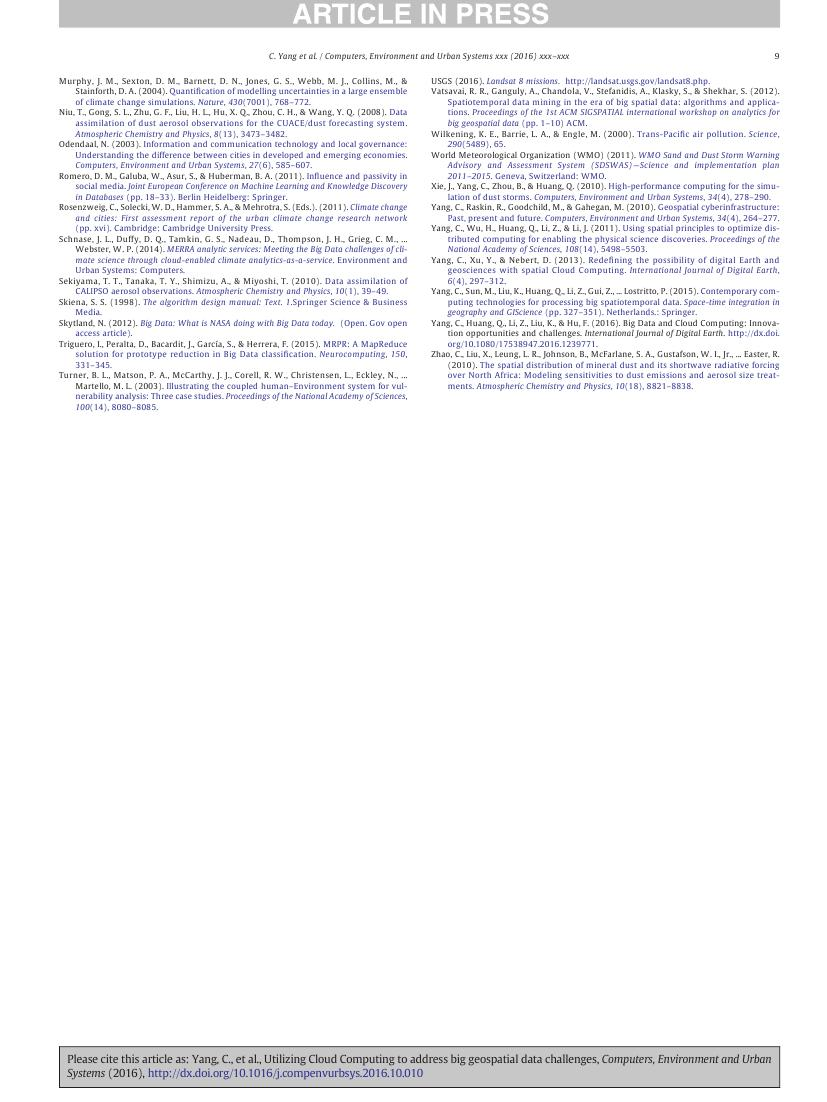 ARTICLE IN PRESS
C. Yang et al. / Computers, Environment and Urban Systems xxx (2016) xxx–xxx
9
Murphy, J. M., Sexton, D. M., Barnett, D. N., Jones, G. S., Webb, M. J., Collins, M., &
Stainforth, D. A. (2004). Quantification of modelling uncertainties in a large ensemble
of climate change simulations. Nature, 430(7001), 768–772.
Niu, T., Gong, S. L., Zhu, G. F., Liu, H. L., Hu, X. Q., Zhou, C. H., & Wang, Y. Q. (2008). Data
assimilation of dust aerosol observations for the CUACE/dust forecasting system.
Atmospheric Chemistry and Physics, 8(13), 3473–3482.
Odendaal, N. (2003). Information and communication technology and local governance:
Understanding the difference between cities in developed and emerging economies.
Computers, Environment and Urban Systems, 27(6), 585–607.
Romero, D. M., Galuba, W., Asur, S., & Huberman, B. A. (2011). Influence and passivity in
social media. Joint European Conference on Machine Learning and Knowledge Discovery
in Databases (pp. 18–33). Berlin Heidelberg: Springer.
Rosenzweig, C., Solecki, W. D., Hammer, S. A., & Mehrotra, S. (Eds.). (2011). Climate change
and cities: First assessment report of the urban climate change research network
(pp. xvi). Cambridge: Cambridge University Press.
Schnase, J. L., Duffy, D. Q., Tamkin, G. S., Nadeau, D., Thompson, J. H., Grieg, C. M., ...
Webster, W. P. (2014). MERRA analytic services: Meeting the Big Data challenges of cli-
mate science through cloud-enabled climate analytics-as-a-service. Environment and
Urban Systems: Computers.
Sekiyama, T. T., Tanaka, T. Y., Shimizu, A., & Miyoshi, T. (2010). Data assimilation of
CALIPSO aerosol observations. Atmospheric Chemistry and Physics, 10(1), 39–49.
Skiena, S. S. (1998). The algorithm design manual: Text. 1.Springer Science & Business
Media.
Skytland, N. (2012). Big Data: What is NASA doing with Big Data today. (Open. Gov open
access article).
Triguero, I., Peralta, D., Bacardit, J., García, S., & Herrera, F. (2015). MRPR: A MapReduce
solution for prototype reduction in Big Data classification. Neurocomputing, 150,
331–345.
Turner, B. L., Matson, P. A., McCarthy, J. J., Corell, R. W., Christensen, L., Eckley, N., ...
Martello, M. L. (2003). Illustrating the coupled human–Environment system for vul-
nerability analysis: Three case studies. Proceedings of the National Academy of Sciences,
100(14), 8080–8085.
USGS (2016). Landsat 8 missions. http://landsat.usgs.gov/landsat8.php.
Vatsavai, R. R., Ganguly, A., Chandola, V., Stefanidis, A., Klasky, S., & Shekhar, S. (2012).
Spatiotemporal data mining in the era of big spatial data: algorithms and applica-
tions. Proceedings of the 1st ACM SIGSPATIAL international workshop on analytics for
big geospatial data (pp. 1–10) ACM.
Wilkening, K. E., Barrie, L. A., & Engle, M. (2000). Trans-Pacific air pollution. Science,
290(5489), 65.
World Meteorological Organization (WMO) (2011). WMO Sand and Dust Storm Warning
Advisory and Assessment System (SDSWAS)—Science and implementation plan
2011–2015. Geneva, Switzerland: WMO.
Xie, J., Yang, C., Zhou, B., & Huang, Q. (2010). High-performance computing for the simu-
lation of dust storms. Computers, Environment and Urban Systems, 34(4), 278–290.
Yang, C., Raskin, R., Goodchild, M., & Gahegan, M. (2010). Geospatial cyberinfrastructure:
Past, present and future. Computers, Environment and Urban Systems, 34(4), 264–277.
Yang, C., Wu, H., Huang, Q., Li, Z., & Li, J. (2011). Using spatial principles to optimize dis-
tributed computing for enabling the physical science discoveries. Proceedings of the
National Academy of Sciences, 108(14), 5498–5503.
Yang, C., Xu, Y., & Nebert, D. (2013). Redefining the possibility of digital Earth and
geosciences with spatial Cloud Computing. International Journal of Digital Earth,
6(4), 297–312.
Yang, C., Sun, M., Liu, K., Huang, Q., Li, Z., Gui, Z., ... Lostritto, P. (2015). Contemporary com-
puting technologies for processing big spatiotemporal data. Space-time integration in
geography and GIScience (pp. 327–351). Netherlands.: Springer.
Yang, C., Huang, Q., Li, Z., Liu, K., & Hu, F. (2016). Big Data and Cloud Computing: Innova-
tion opportunities and challenges. International Journal of Digital Earth. http://dx.doi.
org/10.1080/17538947.2016.1239771.
Zhao, C., Liu, X., Leung, L. R., Johnson, B., McFarlane, S. A., Gustafson, W. I., Jr., ... Easter, R.
(2010). The spatial distribution of mineral dust and its shortwave radiative forcing
over North Africa: Modeling sensitivities to dust emissions and aerosol size treat-
ments. Atmospheric Chemistry and Physics, 10(18), 8821–8838.
Please cite this article as: Yang, C., et al., Utilizing Cloud Computing to address big geospatial data challenges, Computers, Environment and Urban
Systems (2016), http://dx.doi.org/10.1016/j.compenvurbsys.2016.10.010